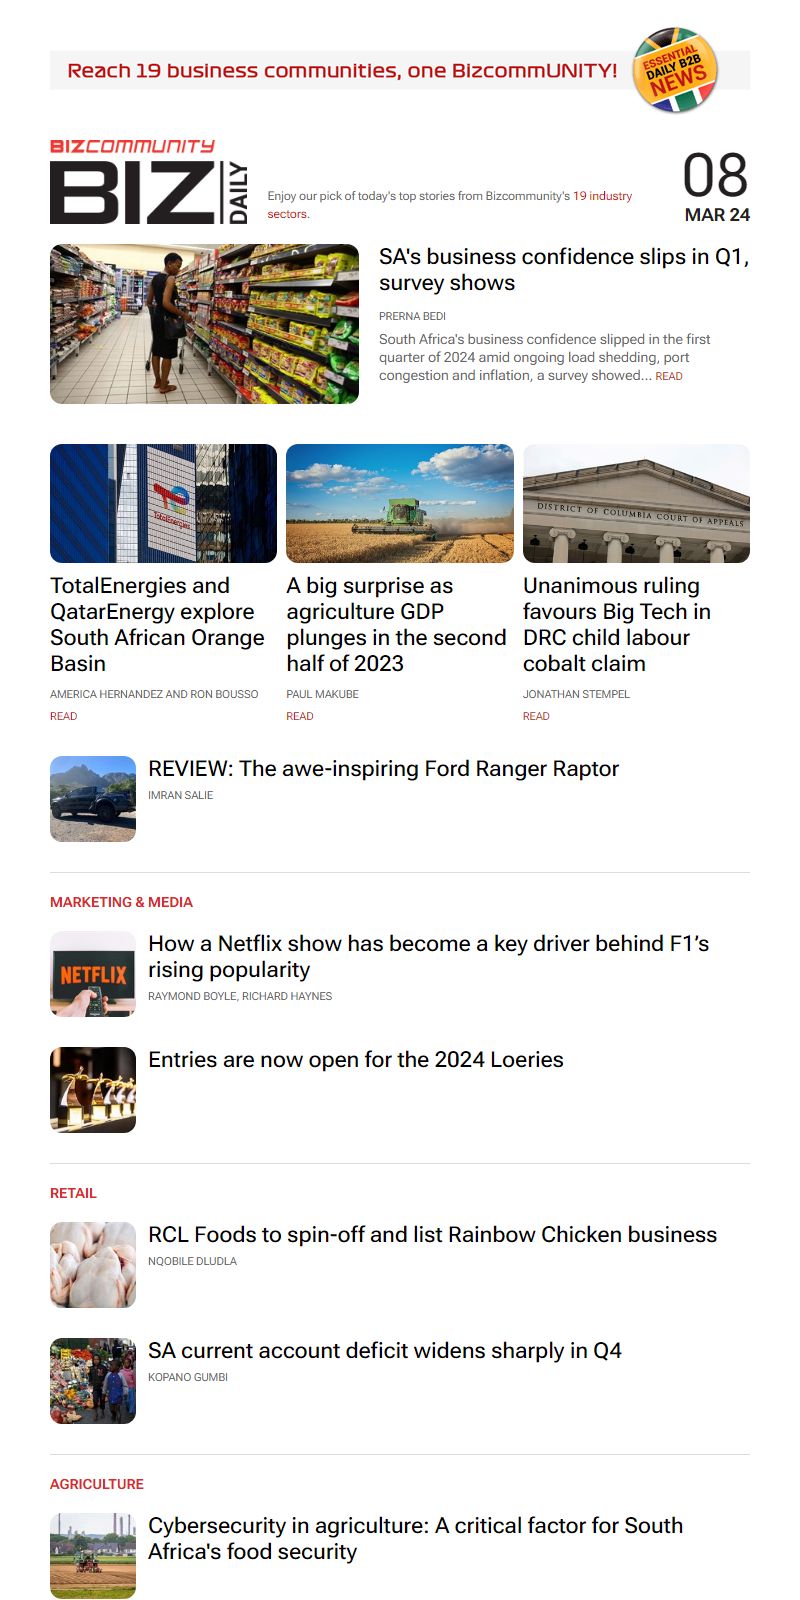 Reach 19 business communities, one BizcommUNITY!
ESSENTIAL
DAILY B2B
NEWS
BIZCOMMUNITY
BIZ
DAILY
Enjoy our pick of today's top stories from Bizcommunity's 19 industry
sectors.
08
MAR 24
SA's business confidence slips in Q1,
survey shows
PRERNA BEDI
South Africa's business confidence slipped in the first
quarter of 2024 amid ongoing load shedding, port
congestion and inflation, a survey showed... READ
TotalEnergies
TotalEnergies and
QatarEnergy explore
South African Orange
Basin
AMERICA HERNANDEZ AND RON BOUSSO
READ
A big surprise as
agriculture GDP
plunges in the second
half of 2023
PAUL MAKUBE
READ
DISTRICT OF COLUMBIA COURT OF APPEALS
Unanimous ruling
favours Big Tech in
DRC child labour
cobalt claim
JONATHAN STEMPEL
READ
REVIEW: The awe-inspiring Ford Ranger Raptor
IMRAN SALIE
MARKETING & MEDIA
NETFLIX
How a Netflix show has become a key driver behind F1’s
rising popularity
RAYMOND BOYLE, RICHARD HAYNES
Entries are now open for the 2024 Loeries
RETAIL
RCL Foods to spin-off and list Rainbow Chicken business
NQOBILE DLUDLA
SA current account deficit widens sharply in Q4
KOPANO GUMBI
AGRICULTURE
Cybersecurity in agriculture: A critical factor for South
Africa's food security